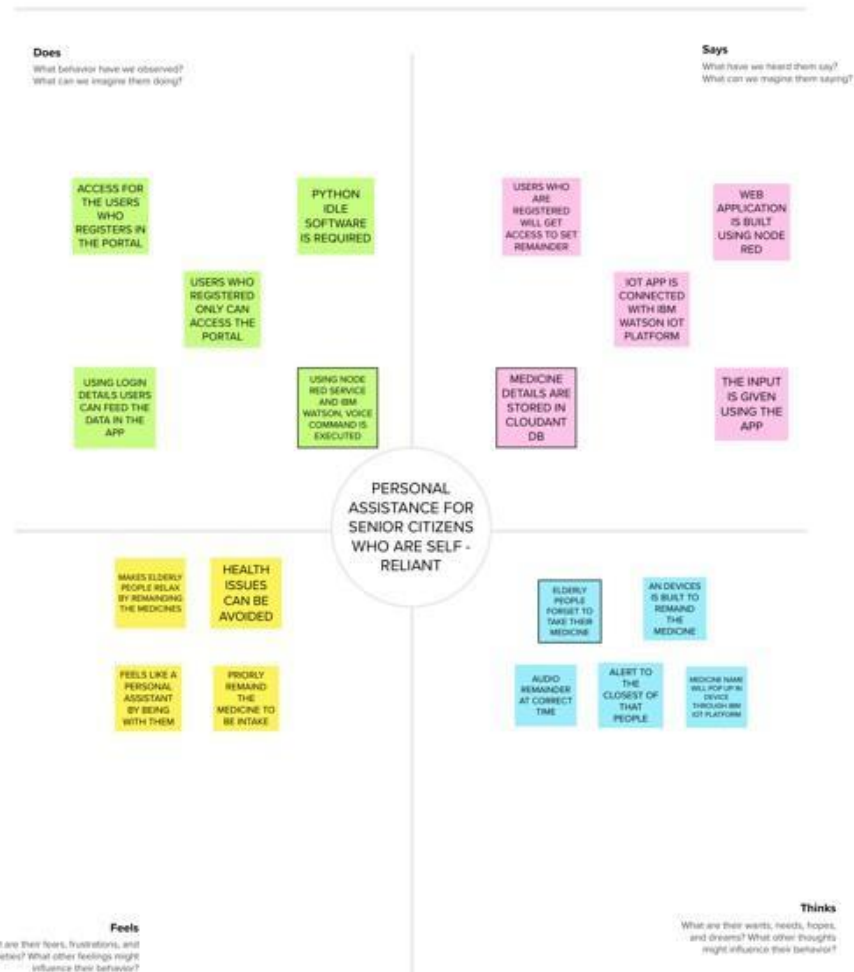 Does
What behavior have we observed?
What can we imagine them doing?
Says
What have we heard them say?
What can we magine them saying?
ACCESS FOR
THE USERS
WHO
REGISTERS IN
THE PORTAL
PYTHON
IDLE
SOFTWARE
IS REQUIRED
USERS WHO
REGISTERED
ONLY CAN
ACCESS THE
PORTAL
USING LOGIN
DETAILS USERS
CAN FEED THE
DATA IN THE
APP
USING NODE
RED SERVICE
AND IBM
WATSON, VOICE
COMMAND IS
EXECUTED
USERS WHO
ARE
REGISTERED
WILL GET
ACCESS TO SET
REMAINDER
WEB
APPLICATION
IS BUILT
USING NODE
RED
IOT APP IS
CONNECTED
WITH IBM
WATSON IOT
PLATFORM
MEDICINE
DETAILS ARE
STORED IN
CLOUDANT
DB
THE INPUT
IS GIVEN
USING THE
APP
PERSONAL
ASSISTANCE FOR
SENIOR CITIZENS
WHO ARE SELF -
RELIANT
MAKES ELDERLY
PEOPLE RELAX
BY REMAINDING
THE MEDICINES
HEALTH
ISSUES
CAN BE
AVOIDED
FEELS LIKE A
PERSONAL
ASSISTANT
BY BEING
WITH THEM
PRIORLY
REMAIND
THE
MEDICINE TO
BE INTAKE
ELDERLY
PEOPLE
FORGET TO
TAKE THEIR
MEDICINE
AN DEVICES
IS BUILT TO
REMAIND
THE
MEDICINE
AUDIO
REMAINDER
AT CORRECT
TIME
ALERT TO
THE
CLOSEST OF
THAT
PEOPLE
MEDICINE NAME
WILL POP UP IN
DEVICE
THROUGH IBM
IOT PLATFORM
Feels
are their fears, frustrations, and
What other feelings might
influence their behavior?
Thinks
What are their wants, needs, hopes,
and dreams? What other thoughts
might influence their behavior?